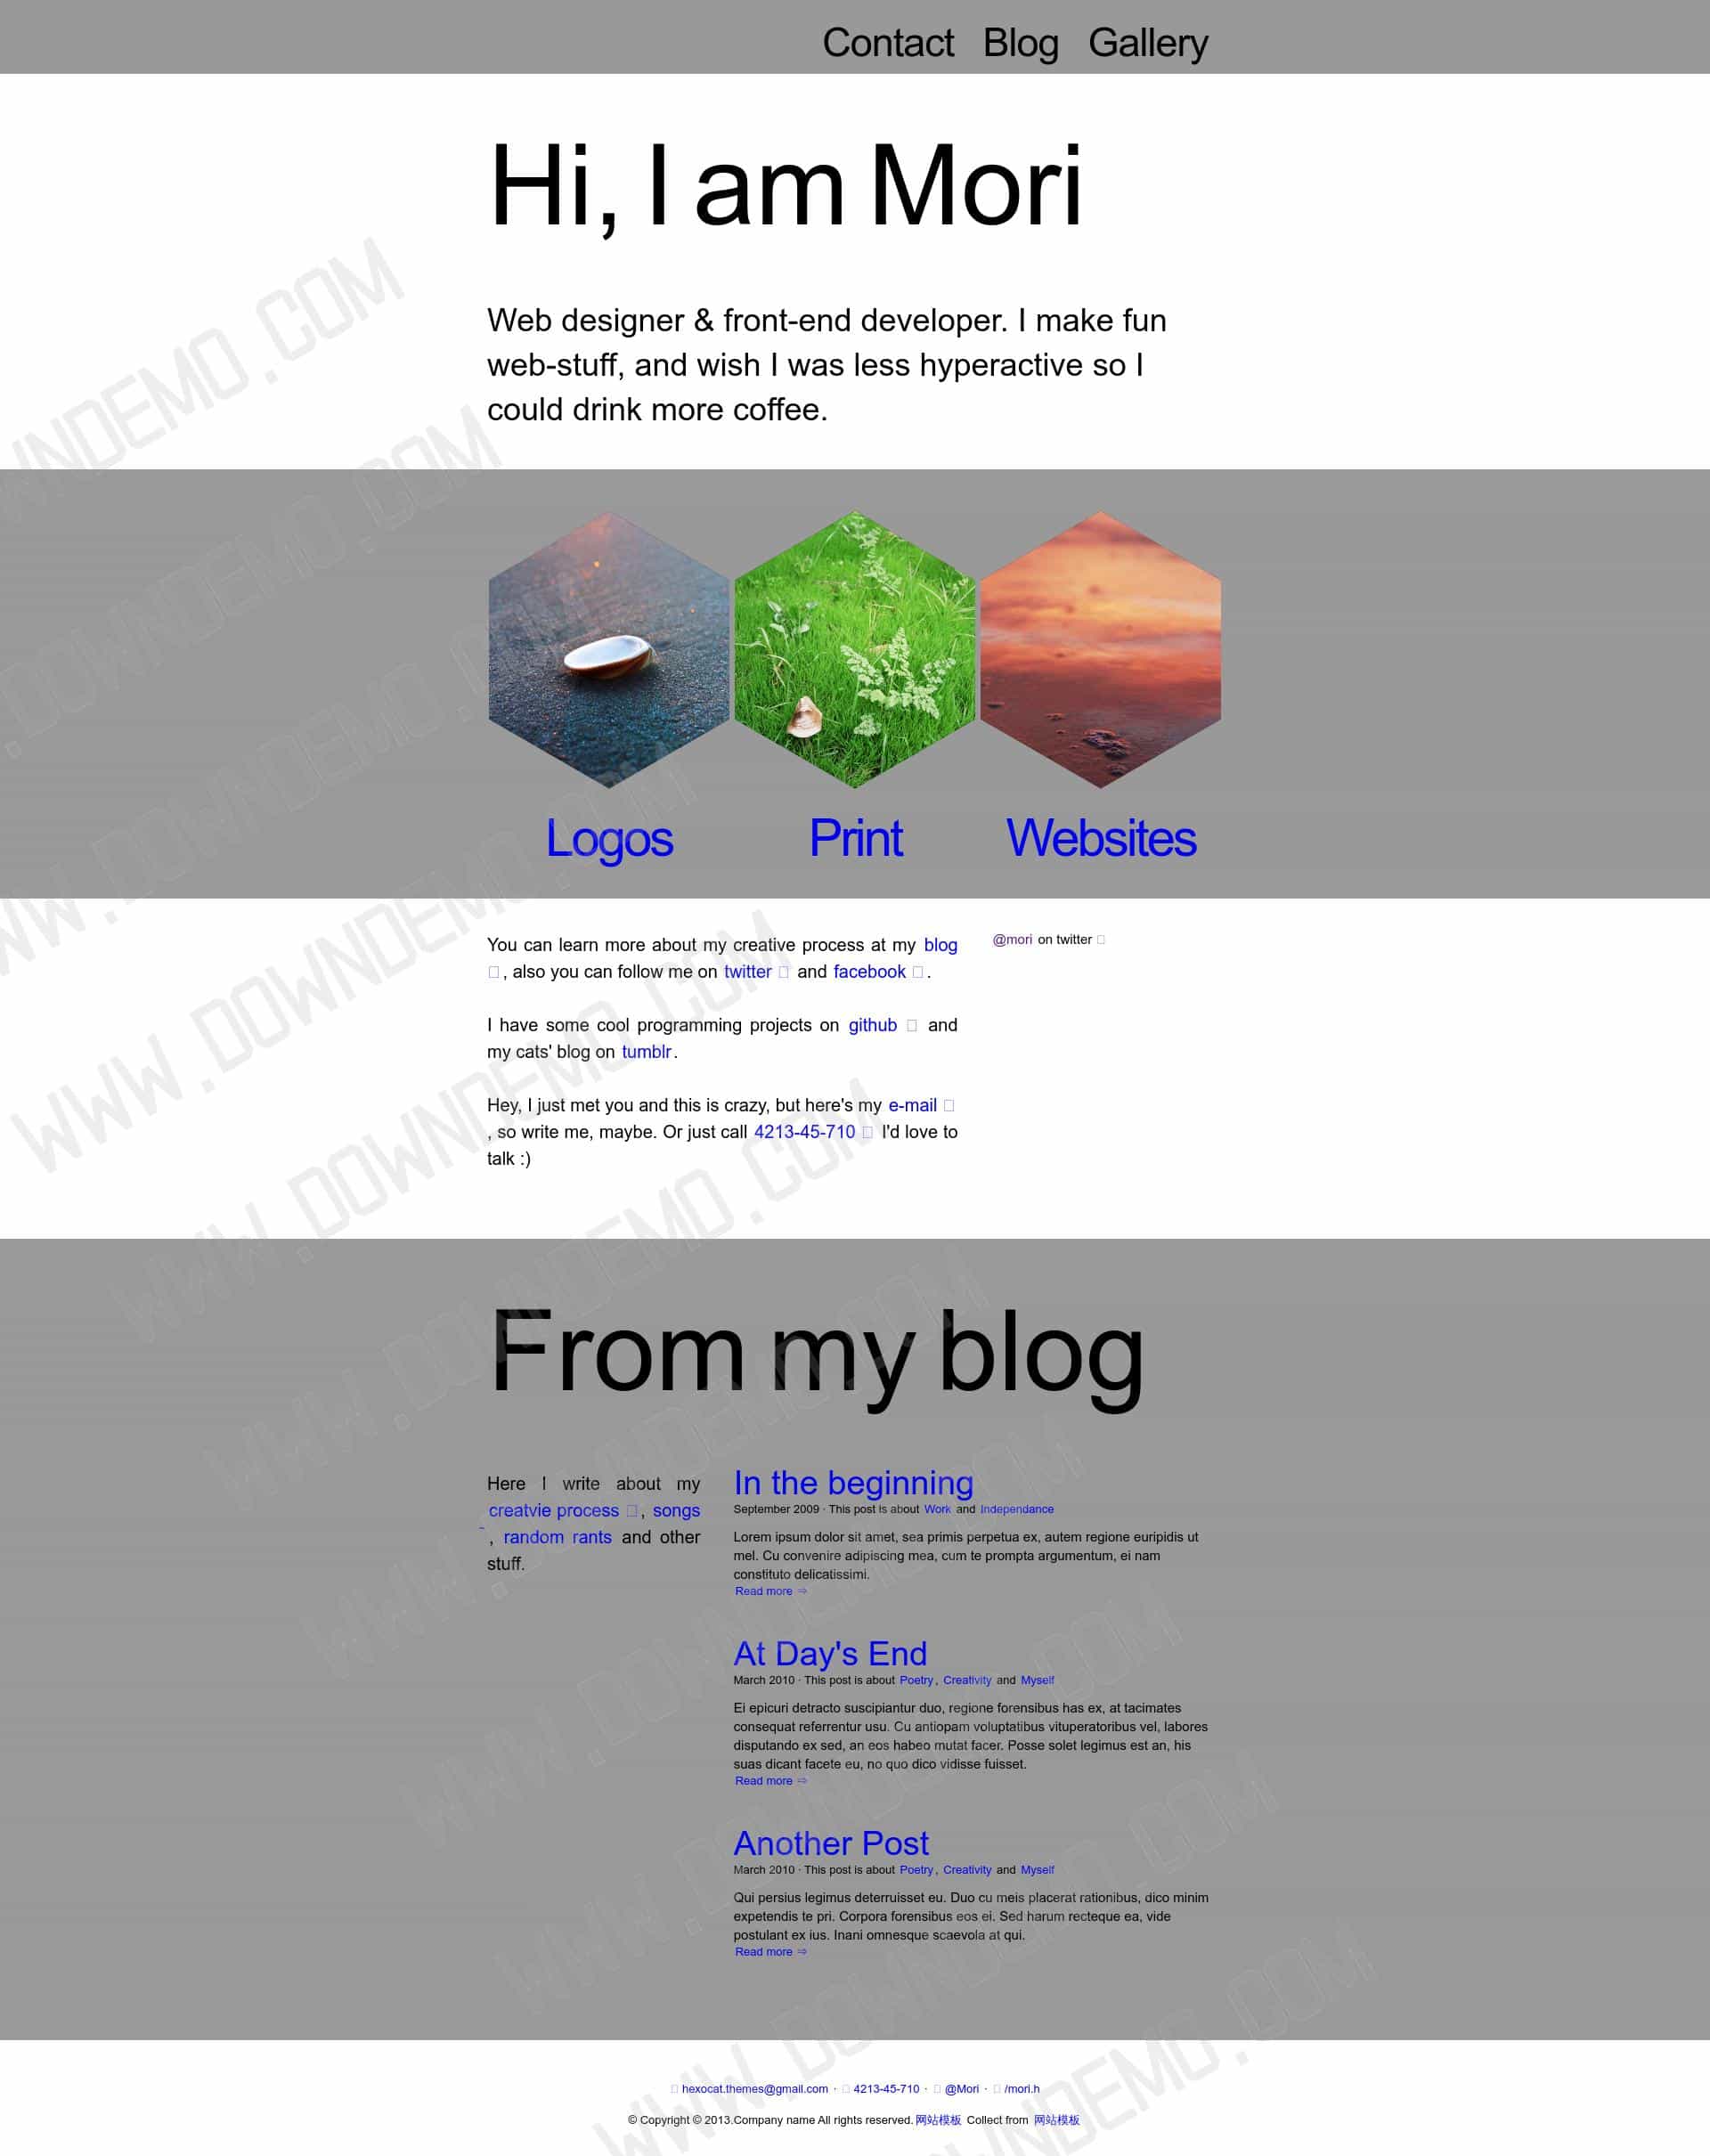 Contact Blog Gallery
Hi, I am Mori
Web designer & front-end developer. I make fun
web-stuff, and wish I was less hyperactive so I
could drink more coffee.
Logos Print Websites
You can learn more about my creative process at my blog
, also you can follow me on twitter and facebook .
I have some cool programming projects on github and
my cats' blog on tumblr.
Hey, I just met you and this is crazy, but here's my e-mail
, so write me, maybe. Or just call 4213-45-710 I'd love to
talk :)
@mori on twitter
From my blog
Here I write about my
creatvie process , songs
, random rants and other
stuff.
In the beginning
September 2009 · This post is about Work and Independance
Lorem ipsum dolor sit amet, sea primis perpetua ex, autem regione euripidis ut
mel. Cu convenire adipiscing mea, cum te prompta argumentum, ei nam
constituto delicatissimi.
Read more ⇨
At Day's End
March 2010 · This post is about Poetry, Creativity and Myself
Ei epicuri detracto suscipiantur duo, regione forensibus has ex, at tacimates
consequat referrentur usu. Cu antiopam voluptatibus vituperatoribus vel, labores
disputando ex sed, an eos habeo mutat facer. Posse solet legimus est an, his
suas dicant facete eu, no quo dico vidisse fuisset.
Read more ⇨
Another Post
March 2010 · This post is about Poetry, Creativity and Myself
Qui persius legimus deterruisset eu. Duo cu meis placerat rationibus, dico minim
expetendis te pri. Corpora forensibus eos ei. Sed harum recteque ea, vide
postulant ex ius. Inani omnesque scaevola at qui.
Read more ⇨
hexocat.themes@gmail.com · 4213-45-710 · @Mori · /mori.h
© Copyright © 2013.Company name All rights reserved.网站模板 Collect from 网站模板
WWW.DOWNDEMO.COM